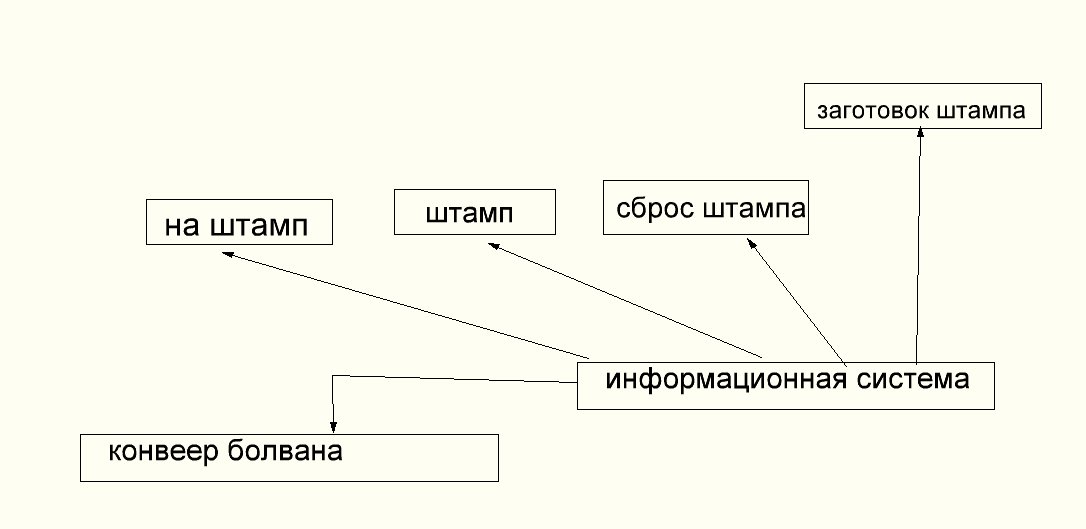 заготовок штампа
на штамп
штамп
сброс штампа
информационная система
конвеер болвана